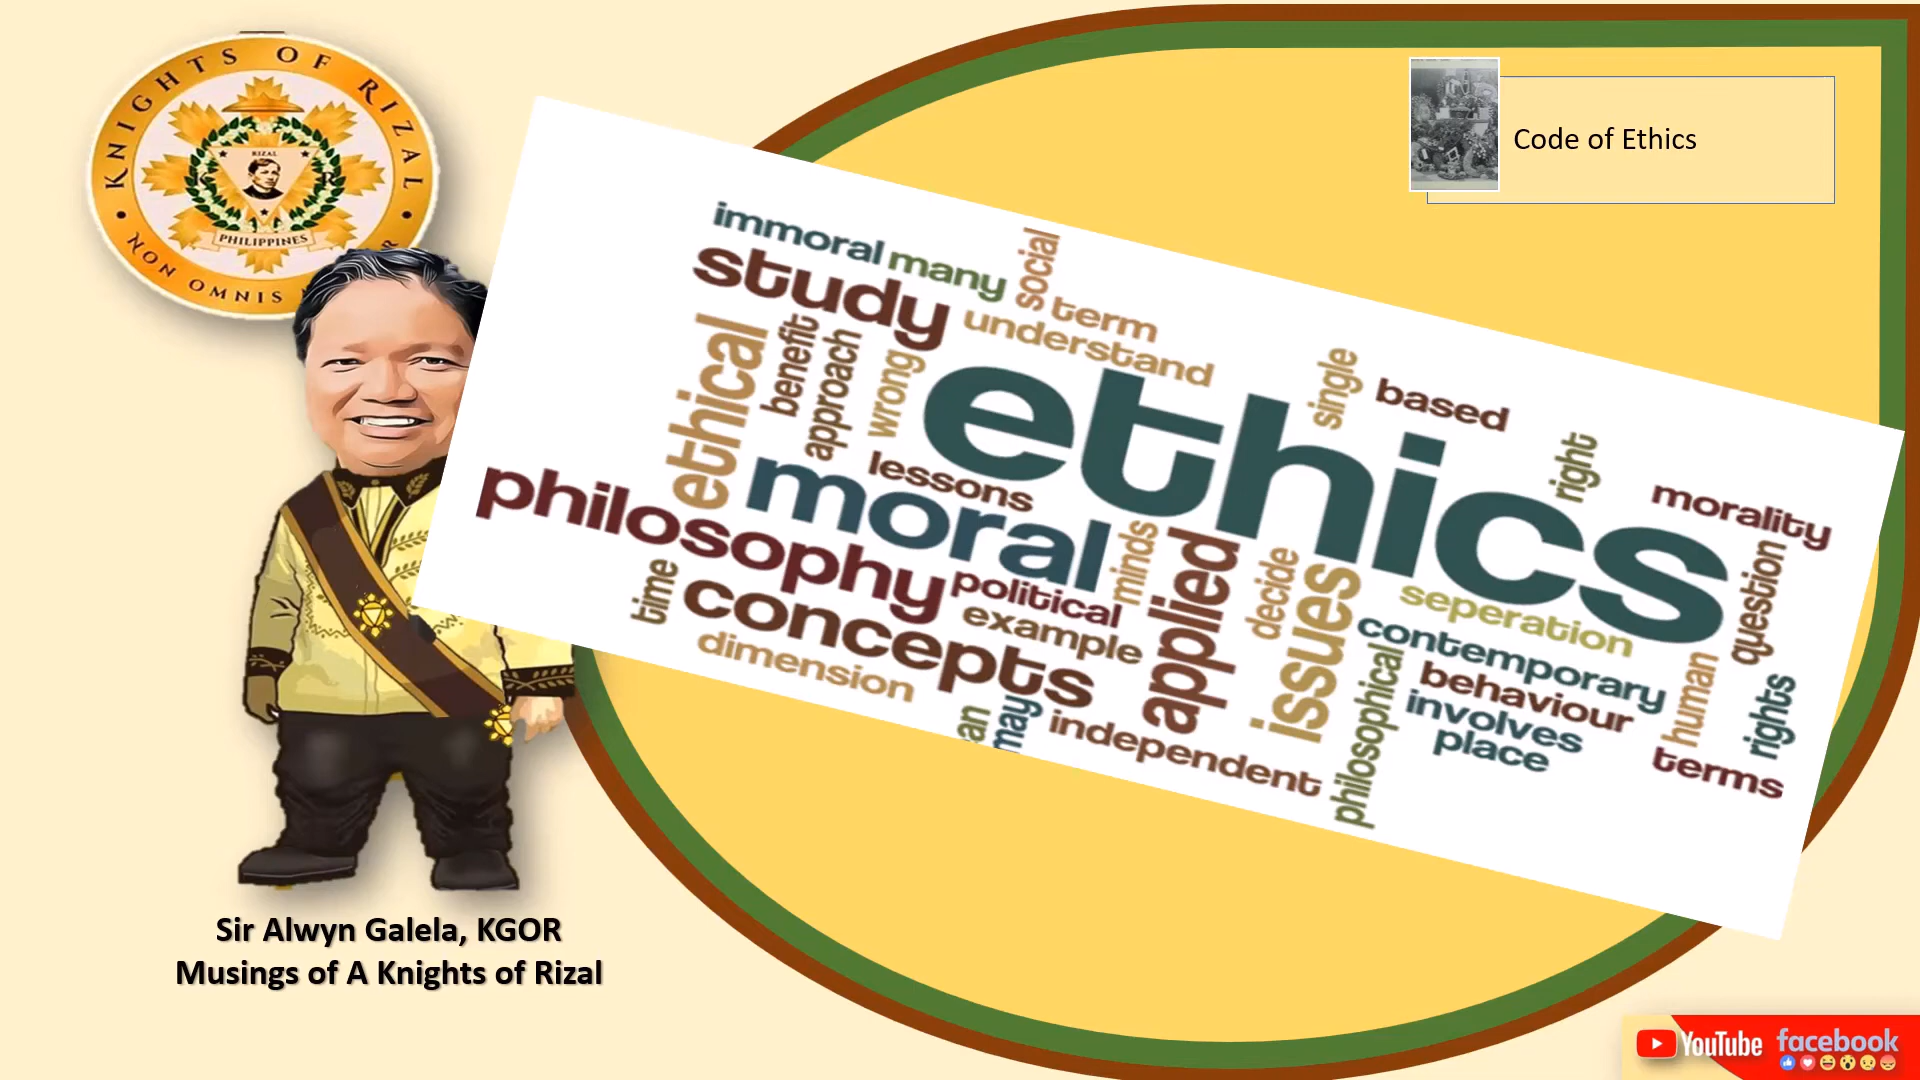 KNIGHTS OF RIZAL
RIZAL
K R
PHILIPPINES
NON OMNIS
Code of Ethics
immoral
many
social
study
term
understand
ethical
benefit
approach
wrong
ethics
single
based
right
lessons
moral
philosophy
morality
minds
applied
decide
issues
question
time
concepts
political
example
seperation
contemporary
dimension
behaviour
human
rights
may
independent
philosophical
involves
place
terms
Sir Alwyn Galela, KGOR
Musings of A Knights of Rizal
YouTube
facebook